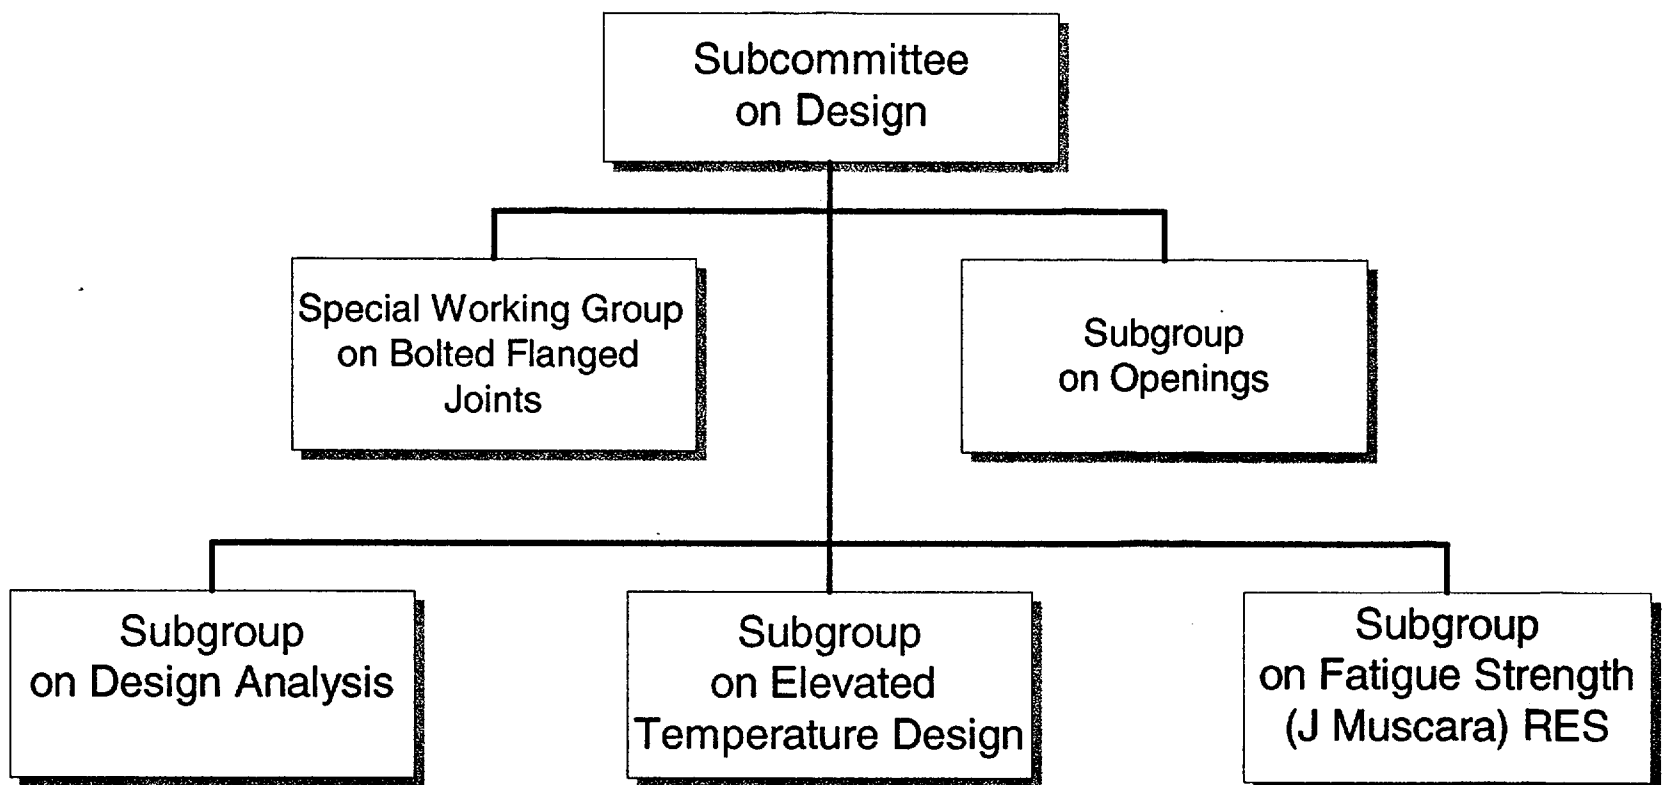 Subcommittee
on Design
Special Working Group
on Bolted Flanged
Joints
Subgroup
on Openings
Subgroup
on Design Analysis
Subgroup
on Elevated
Temperature Design
Subgroup
on Fatigue Strength
(J Muscara) RES